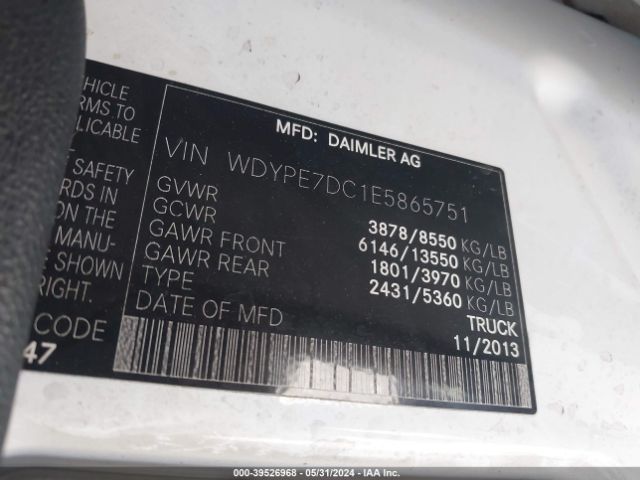 HICLE
RMS TO
LICABLE
SAFETY
RDS IN
ON THE
MANU-
E SHOWN
RIGHT.
CODE
47
MFD: DAIMLER AG
VIN WDYPE7DC1E5865751
GVWR 3878/8550 KG/LB
GCWR 6146/13550 KG/LB
GAWR FRONT 1801/3970 KG/LB
GAWR REAR 2431/5360 KG/LB
TYPE TRUCK
DATE OF MFD 11/2013
000-39526968 - 05/31/2024 - IAA Inc.